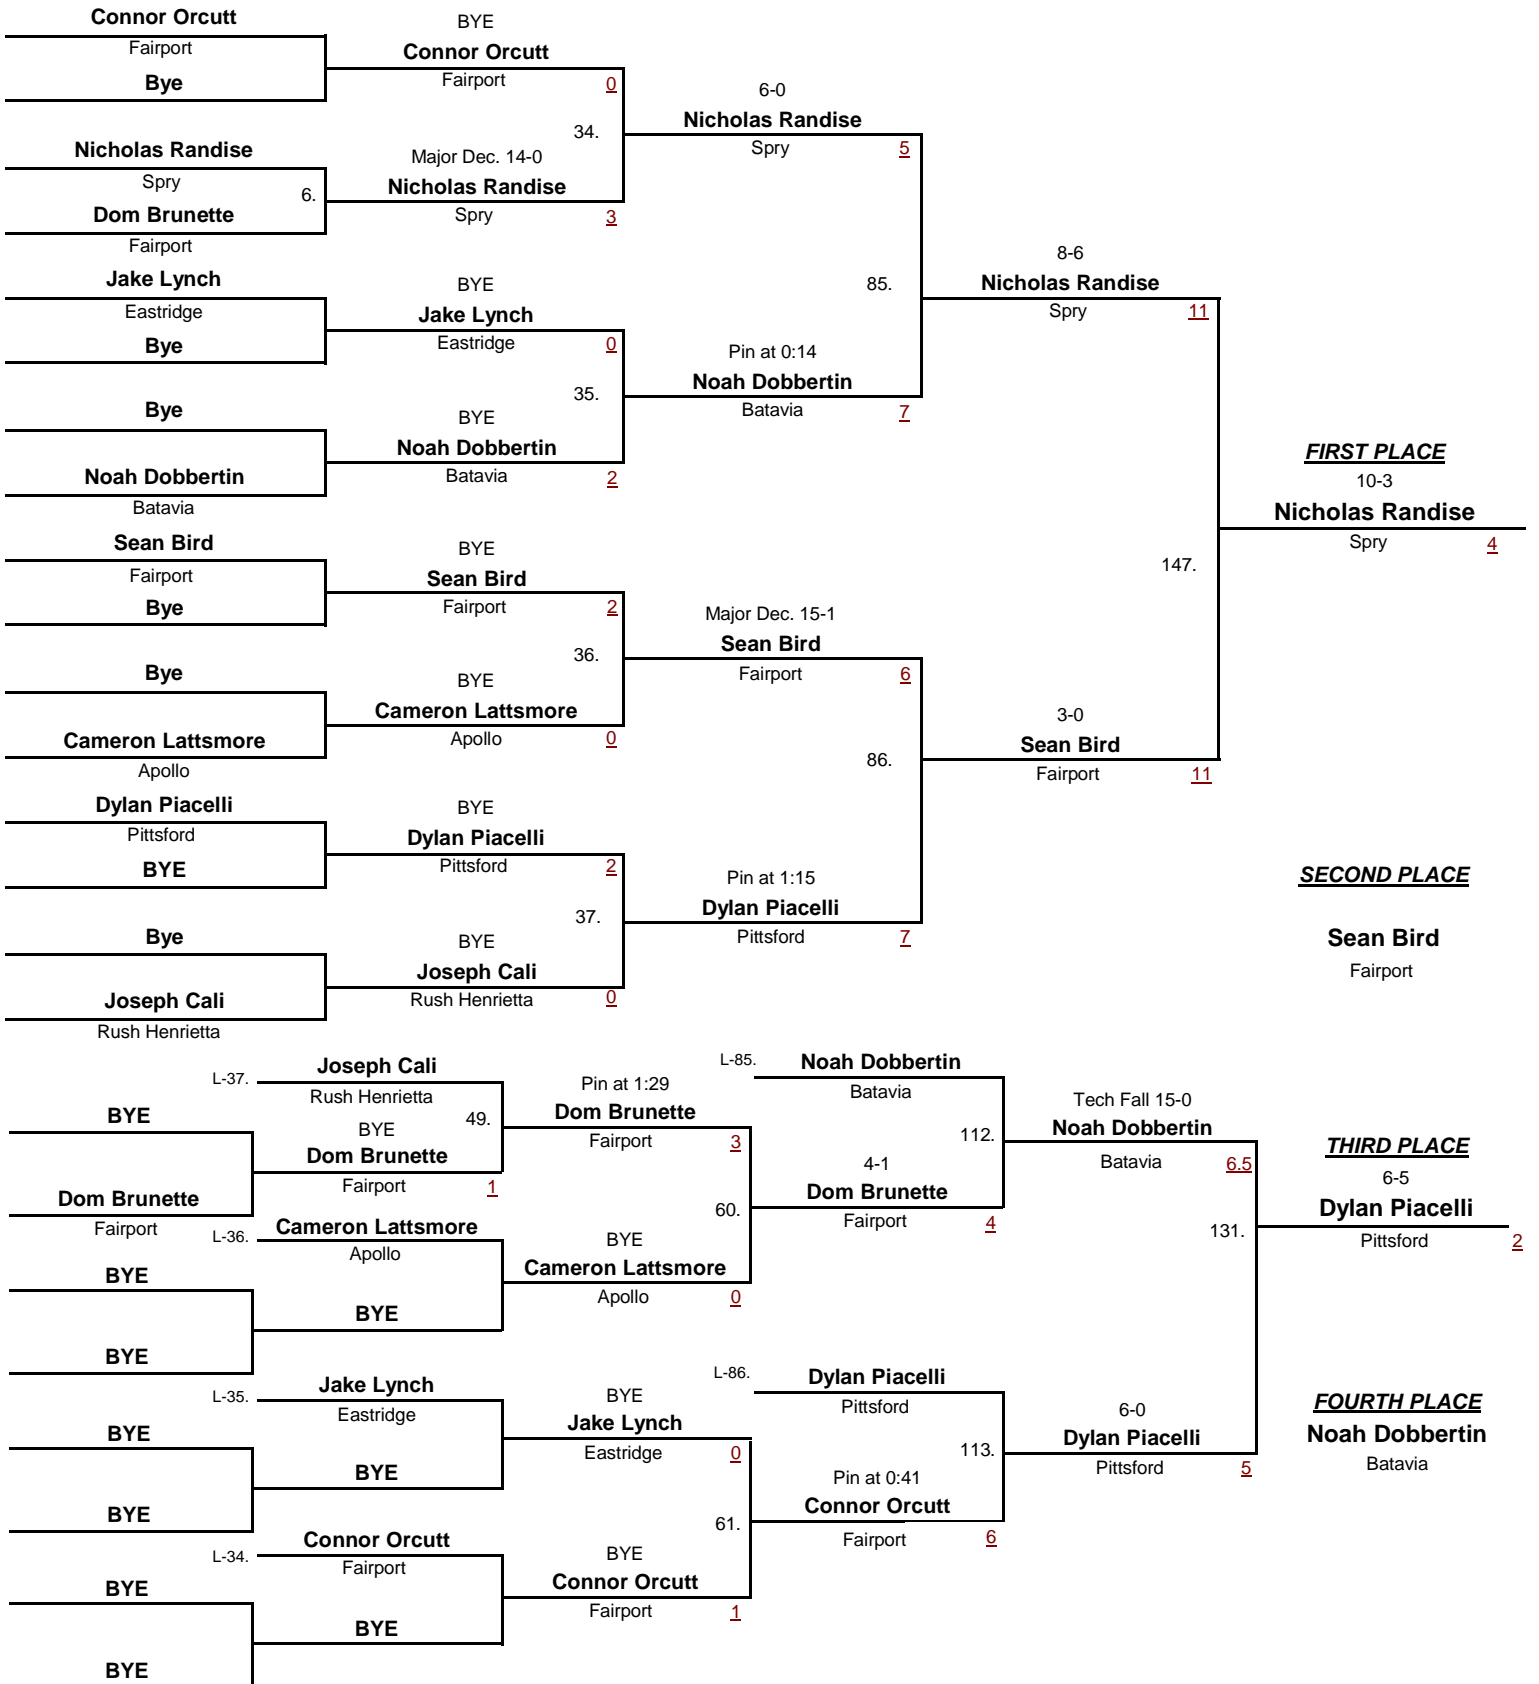 Connor Orcutt
Fairport
Bye
Nicholas Randise
Spry
6.
Dom Brunette
Fairport
Jake Lynch
Eastridge
Bye
Bye
Noah Dobbertin
Batavia
Sean Bird
Fairport
Bye
Bye
Cameron Lattsmore
Apollo
Dylan Piacelli
Pittsford
BYE
Bye
Joseph Cali
Rush Henrietta
BYE
Connor Orcutt
Fairport 0
34.
Major Dec. 14-0
Nicholas Randise
Spry 3
BYE
Jake Lynch
Eastridge 0
35.
BYE
Noah Dobbertin
Batavia 2
BYE
Sean Bird
Fairport 2
36.
BYE
Cameron Lattsmore
Apollo 0
BYE
Dylan Piacelli
Pittsford 2
37.
BYE
Joseph Cali
Rush Henrietta 0
6-0
Nicholas Randise
Spry 5
85.
Pin at 0:14
Noah Dobbertin
Batavia 7
Major Dec. 15-1
Sean Bird
Fairport 6
86.
Pin at 1:15
Dylan Piacelli
Pittsford 7
8-6
Nicholas Randise
Spry 11
147.
3-0
Sean Bird
Fairport 11
FIRST PLACE
10-3
Nicholas Randise
Spry 4
SECOND PLACE
Sean Bird
Fairport
BYE
Dom Brunette
Fairport
BYE
BYE
BYE
BYE
BYE
BYE
L-37. Joseph Cali
Rush Henrietta
49.
BYE
Dom Brunette
Fairport 1
L-36. Cameron Lattsmore
Apollo
BYE
L-35. Jake Lynch
Eastridge
BYE
L-34. Connor Orcutt
Fairport
BYE
Pin at 1:29
Dom Brunette
Fairport 3
60.
BYE
Cameron Lattsmore
Apollo 0
BYE
Jake Lynch
Eastridge 0
61.
BYE
Connor Orcutt
Fairport 1
L-85. Noah Dobbertin
Batavia
112.
4-1
Dom Brunette
Fairport 4
L-86. Dylan Piacelli
Pittsford
113.
Pin at 0:41
Connor Orcutt
Fairport 6
Tech Fall 15-0
Noah Dobbertin
Batavia 6.5
131.
6-0
Dylan Piacelli
Pittsford 5
THIRD PLACE
6-5
Dylan Piacelli
Pittsford 2
FOURTH PLACE
Noah Dobbertin
Batavia